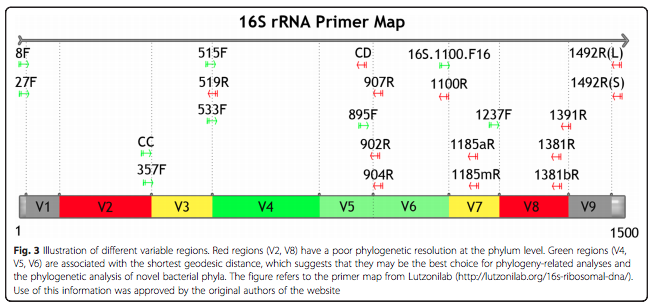 16S rRNA Primer Map
8F 515F CD 16S.1100.F16 1492R(L)
27F 519R 907R 1100R 1492R(S)
533F 895F 1237F 1391R
CC 902R 1185aR 1381R
357F 904R 1185mR 1381bR
V1 V2 V3 V4 V5 V6 V7 V8 V9
1 1500
Fig. 3 Illustration of different variable regions. Red regions (V2, V8) have a poor phylogenetic resolution at the phylum level. Green regions (V4,
V5, V6) are associated with the shortest geodesic distance, which suggests that they may be the best choice for phylogeny-related analyses and
the phylogenetic analysis of novel bacterial phyla. The figure refers to the primer map from Lutzonilab (http://lutzonilab.org/16s-ribosomal-dna/).
Use of this information was approved by the original authors of the website